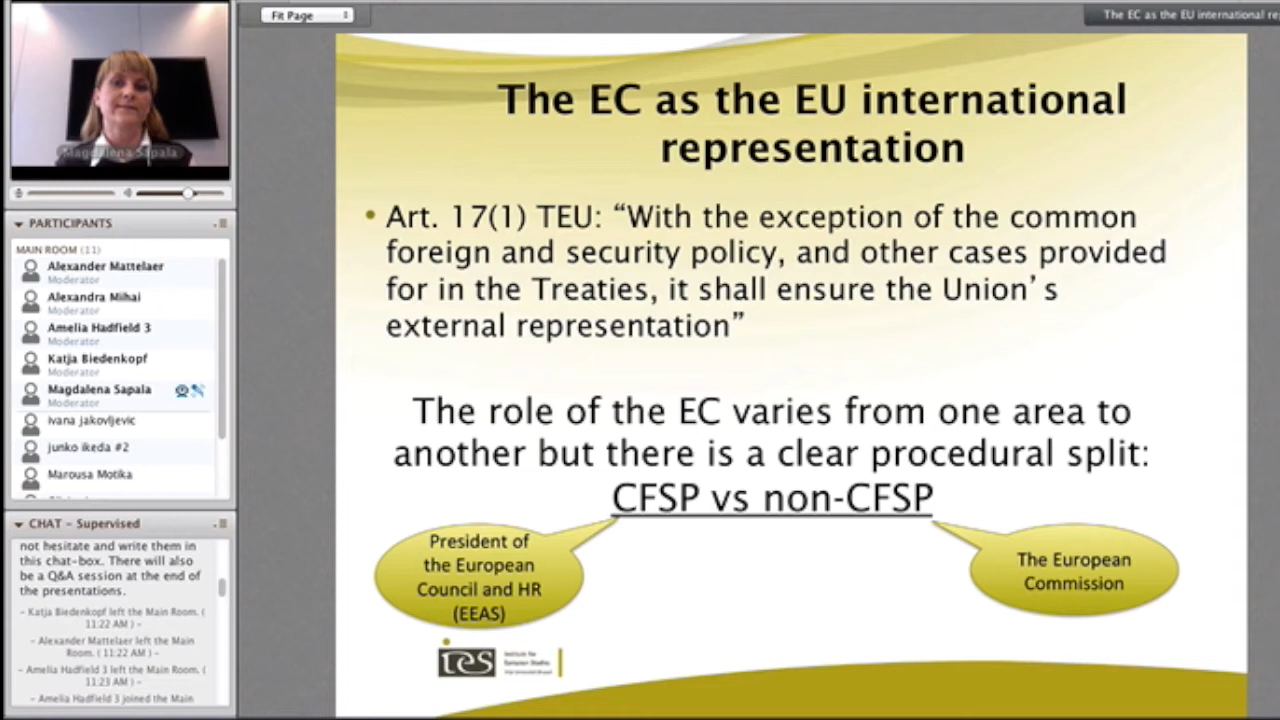 Fit Page
The EC as the EU international re
Magdalena Sapala
PARTICIPANTS
MAIN ROOM (11)
Alexander Mattelaer
Moderator
Alexandra Mihai
Moderator
Amelia Hadfield 3
Moderator
Katja Biedenkopf
Moderator
Magdalena Sapala
Moderator
ivana jakovljevic
junko ikeda #2
Marousa Motika
CHAT - Supervised
not hesitate and write them in
this chat-box. There will also
be a Q&A session at the end of
the presentations.
- Katja Biedenkopf left the Main Room. (
11:22 AM ) -
- Alexander Mattelaer left the Main
Room. ( 11:22 AM ) -
- Amelia Hadfield 3 left the Main Room. (
11:23 AM ) -
- Amelia Hadfield 3 joined the Main
The EC as the EU international
representation
• Art. 17(1) TEU: “With the exception of the common
foreign and security policy, and other cases provided
for in the Treaties, it shall ensure the Union’s
external representation”
The role of the EC varies from one area to
another but there is a clear procedural split:
CFSP vs non-CFSP
President of
the European
Council and HR
(EEAS)
The European
Commission
ies
Institute for
European Studies